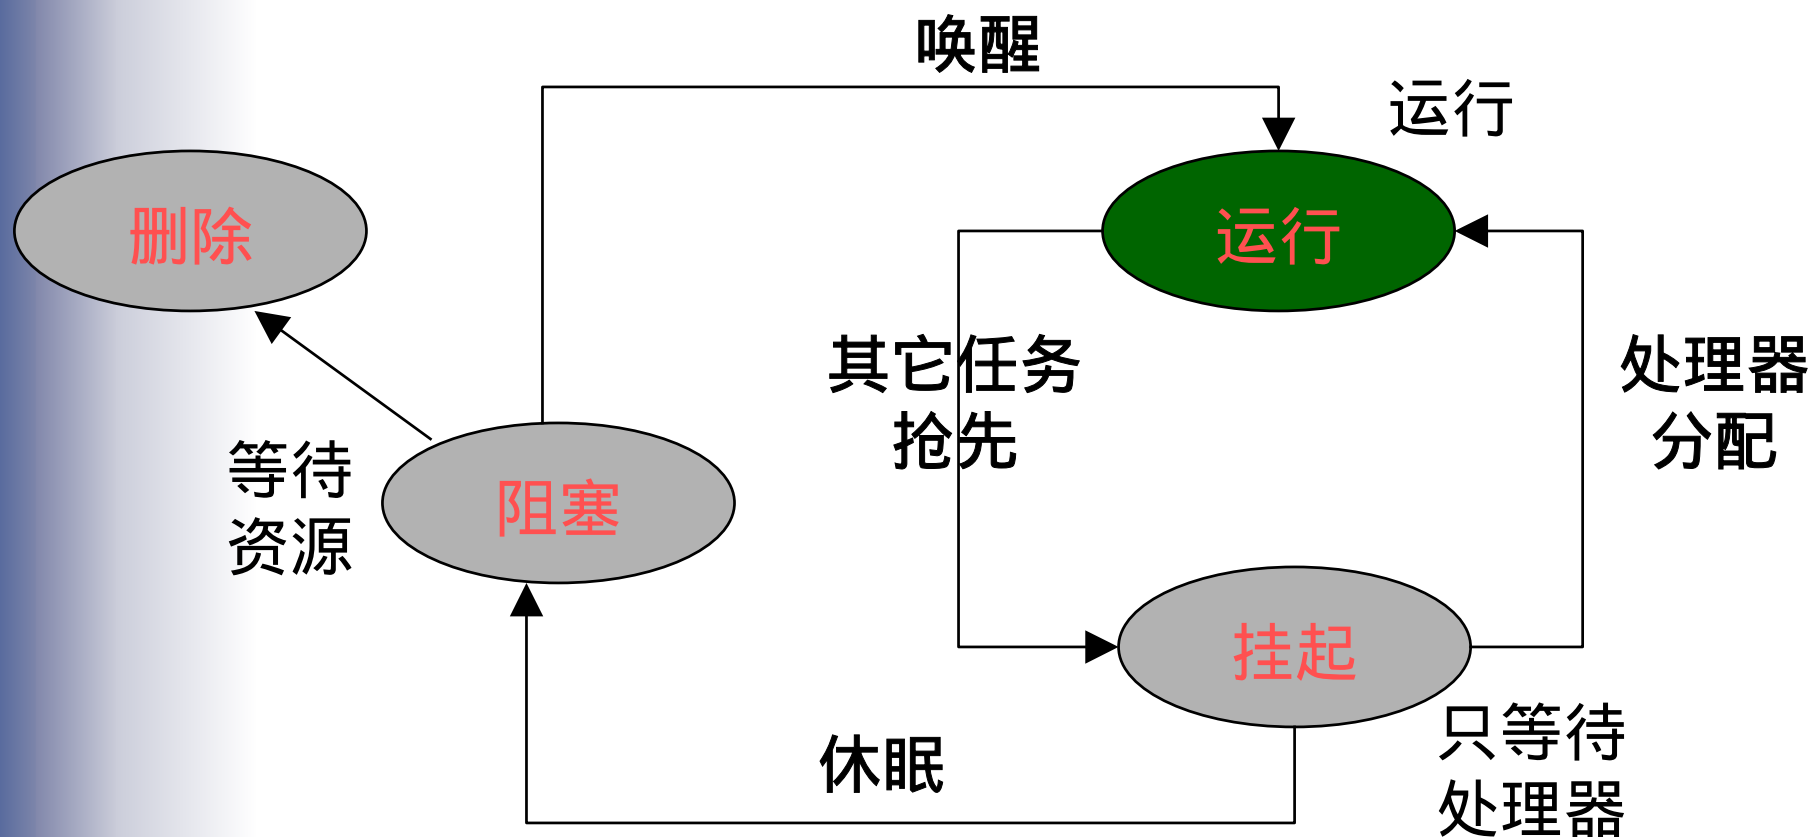 唤醒
运行
删除
运行
其它任务
抢先
处理器
分配
等待
资源
阻塞
挂起
只等待
处理器
休眠